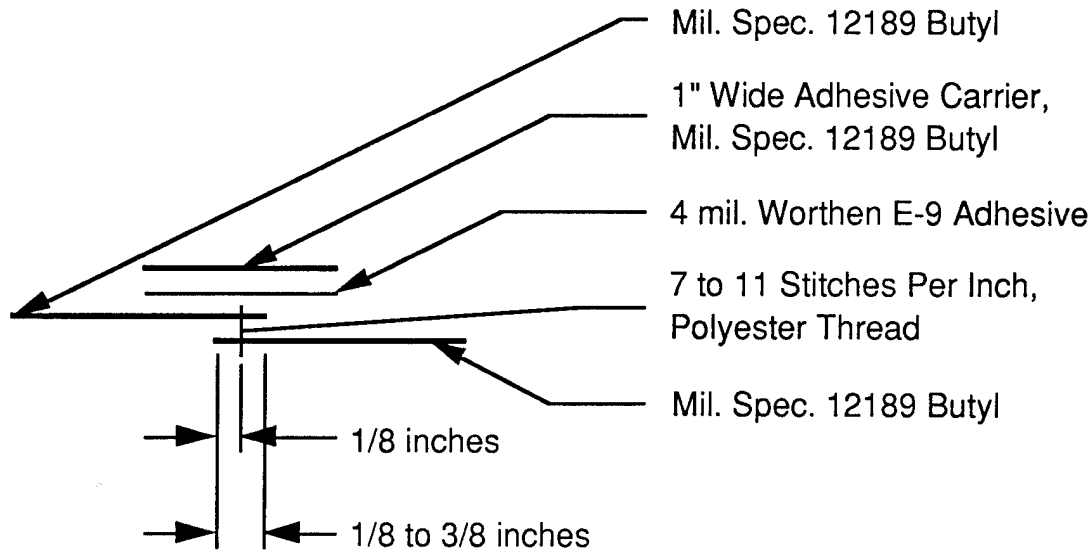 Mil. Spec. 12189 Butyl
1" Wide Adhesive Carrier,
Mil. Spec. 12189 Butyl
4 mil. Worthen E-9 Adhesive
7 to 11 Stitches Per Inch,
Polyester Thread
Mil. Spec. 12189 Butyl
1/8 inches
1/8 to 3/8 inches